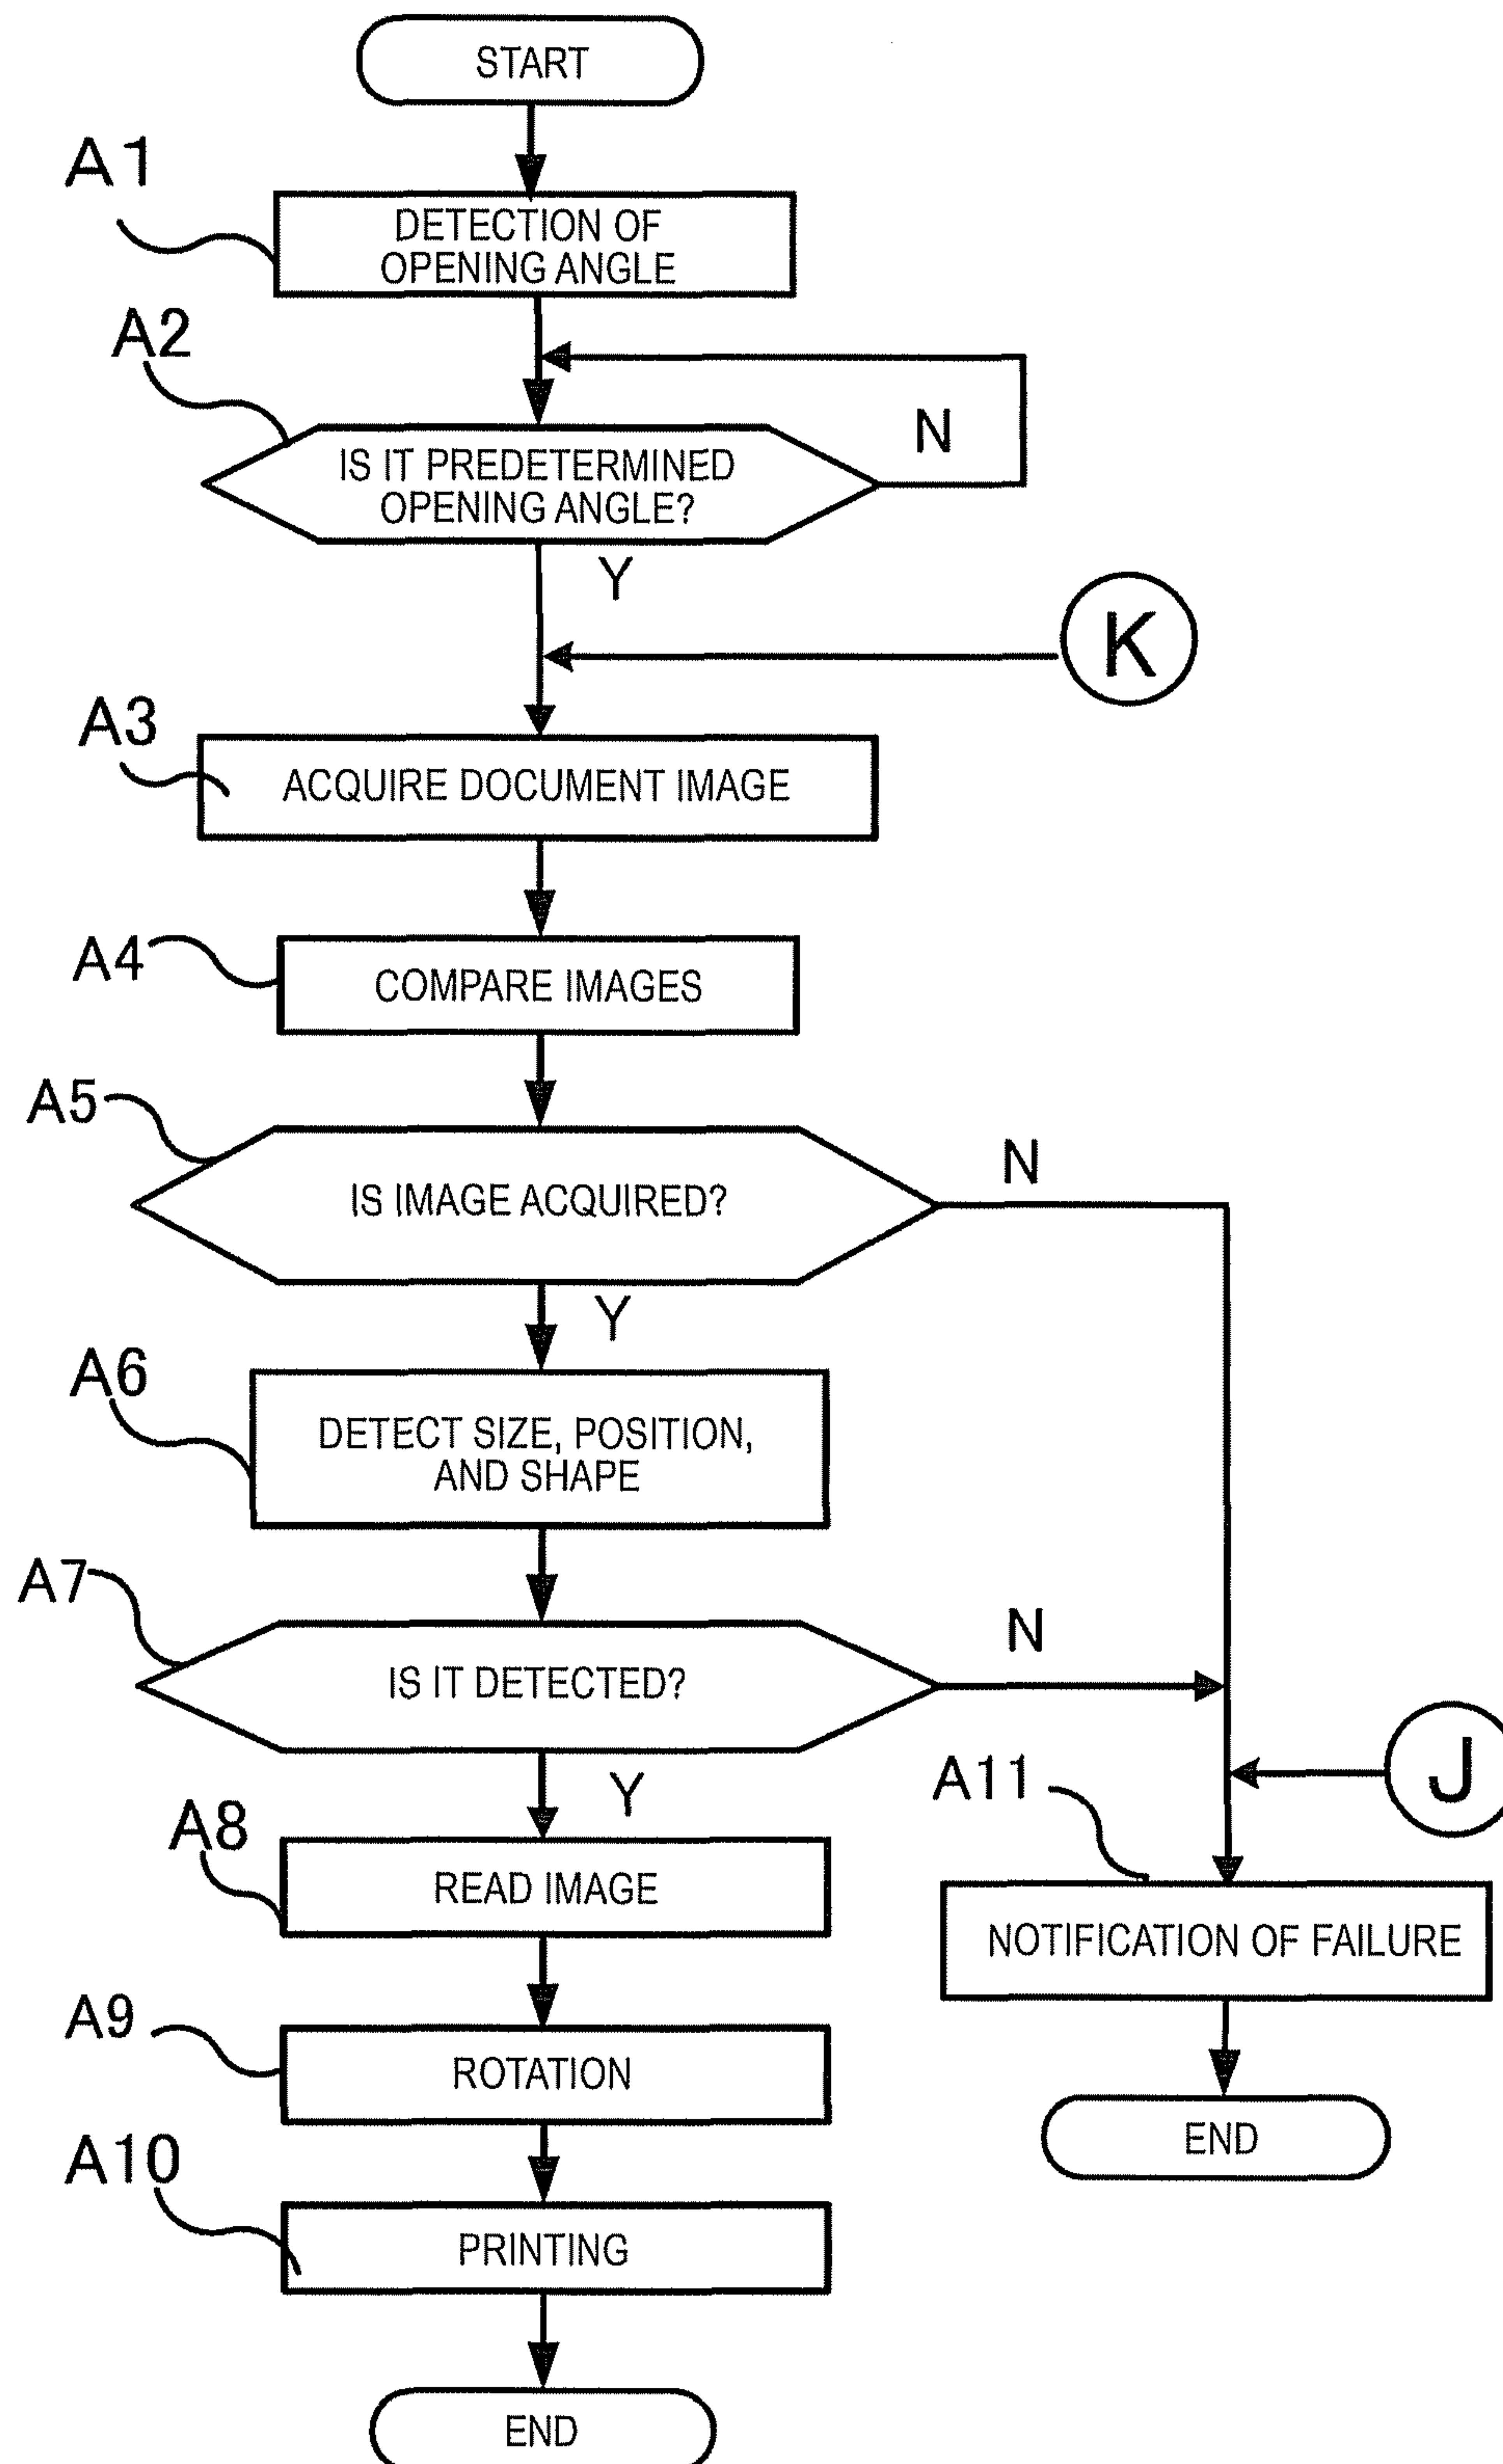 START
A1
DETECTION OF
OPENING ANGLE
A2
N
IS IT PREDETERMINED
OPENING ANGLE?
Y
K
A3
ACQUIRE DOCUMENT IMAGE
A4
COMPARE IMAGES
A5
N
IS IMAGE ACQUIRED?
Y
A6
DETECT SIZE, POSITION,
AND SHAPE
A7
N
IS IT DETECTED?
Y
J
A11
A8
READ IMAGE
NOTIFICATION OF FAILURE
A9
ROTATION
END
A10
PRINTING
END